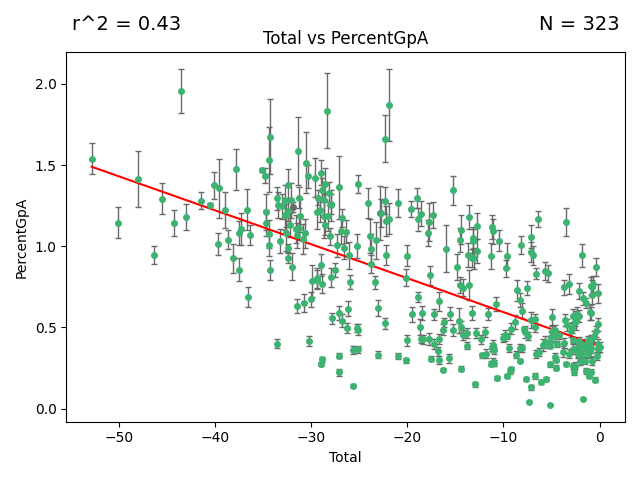 r^2 = 0.43
N = 323
Total vs PercentGpA
PercentGpA
2.0
1.5
1.0
0.5
0.0
−50
−40
−30
−20
−10
0
Total